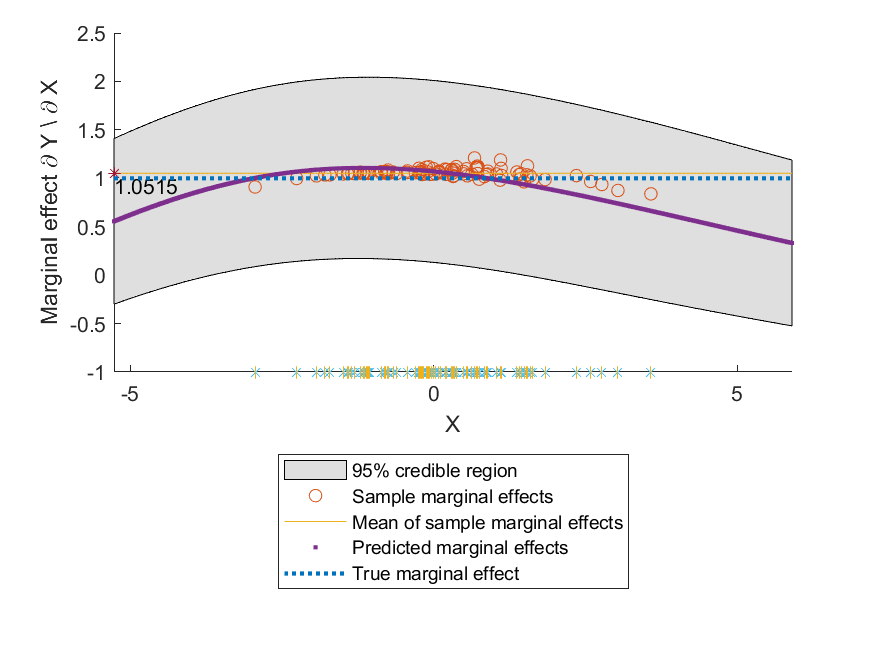 2.5
2
1.5
1
0.5
0
-0.5
-1
Marginal effect ∂ Y \ ∂ X
1.0515
-5
0
5
X
95% credible region
Sample marginal effects
Mean of sample marginal effects
Predicted marginal effects
True marginal effect